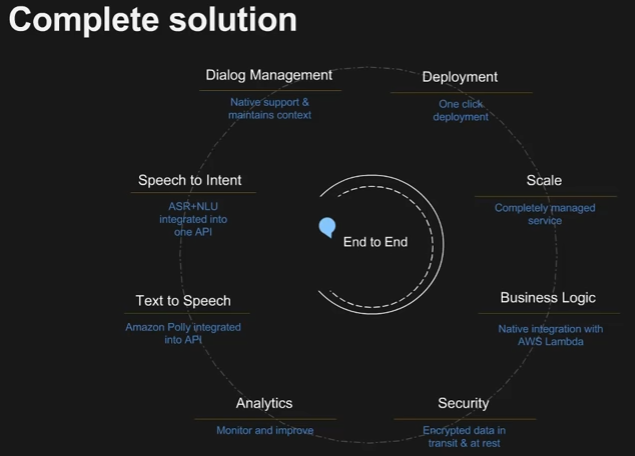 Complete solution
Dialog Management
Native support &
maintains context
Deployment
One click
deployment
Speech to Intent
ASR+NLU
integrated into
one API
Scale
Completely managed
service
End to End
Text to Speech
Amazon Polly integrated
into API
Business Logic
Native integration with
AWS Lambda
Analytics
Monitor and improve
Security
Encrypted data in
transit & at rest